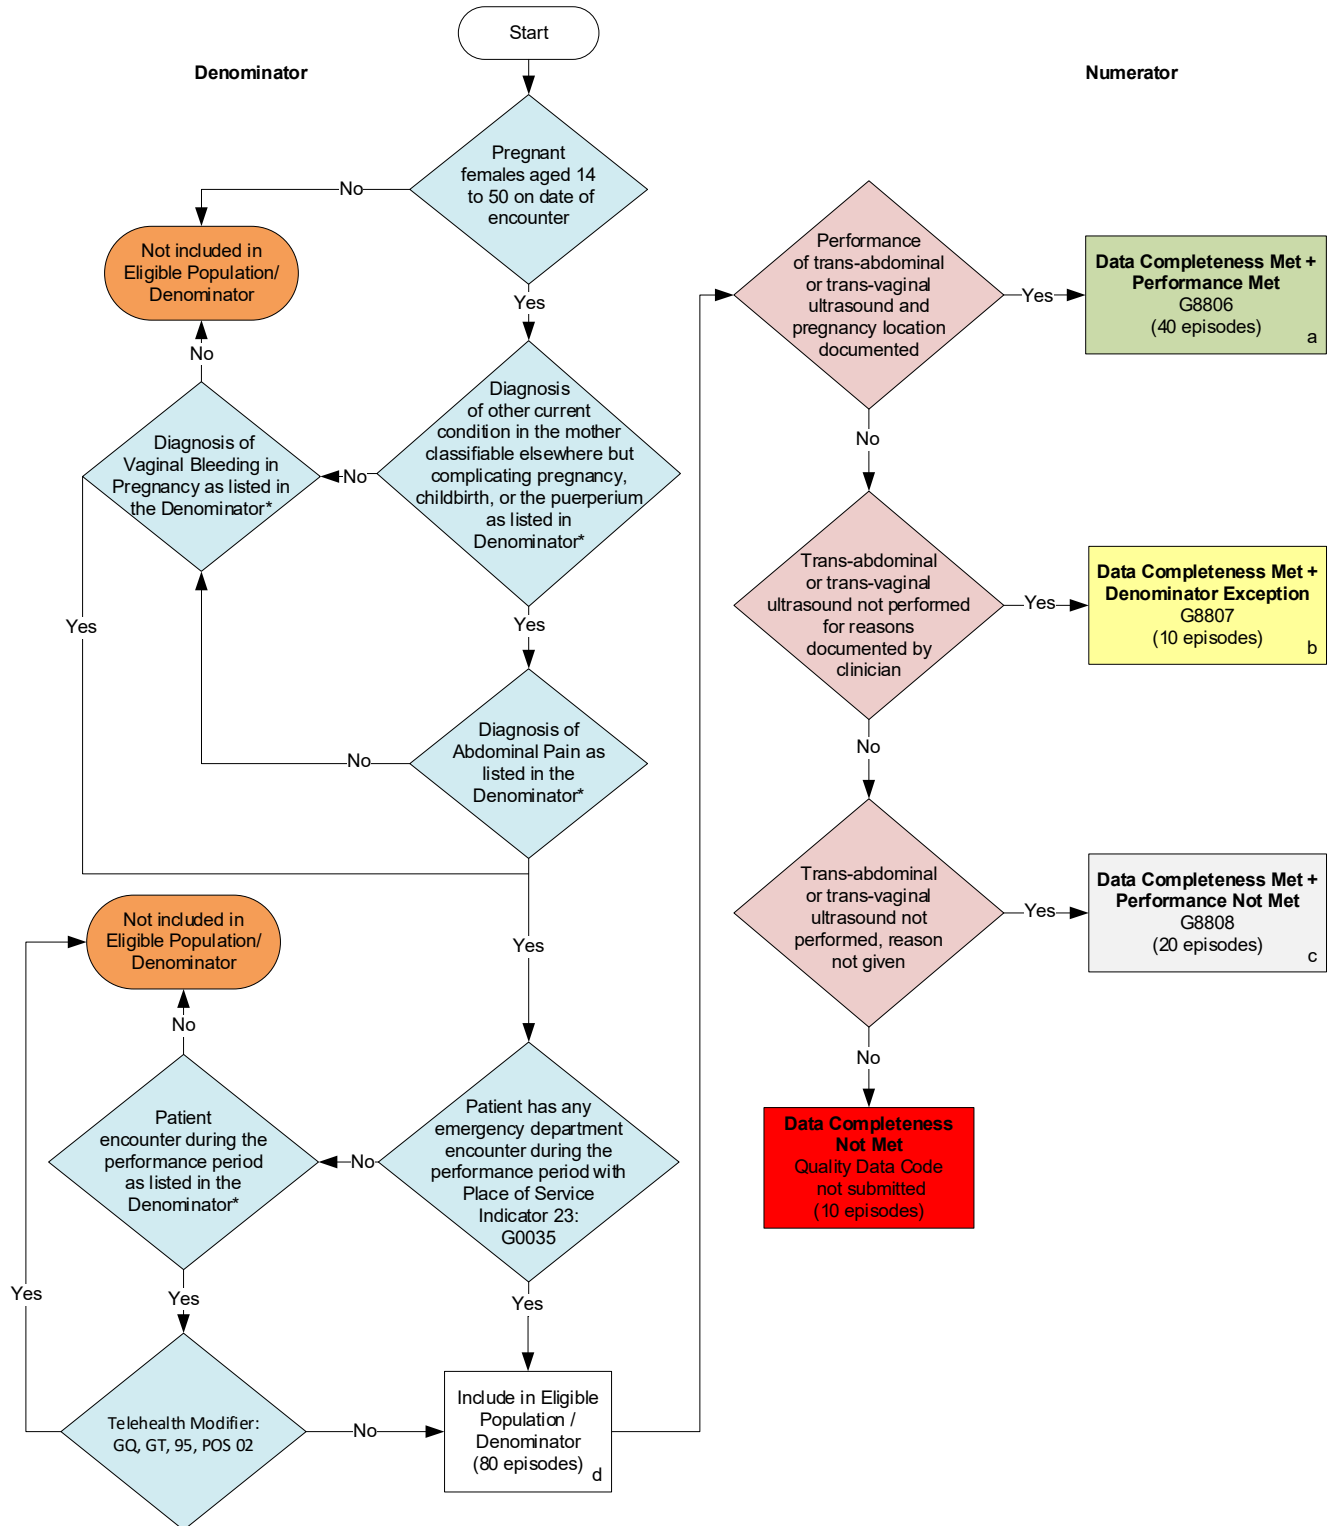 Start
Denominator
Numerator
Pregnant
females aged 14
to 50 on date of
encounter
No
Not included in
Eligible Population/
Denominator
Yes
No
Diagnosis
of other current
condition in the mother
classifiable elsewhere but
complicating pregnancy,
childbirth, or the puerperium
as listed in
Denominator*
No
Diagnosis of
Vaginal Bleeding in
Pregnancy as listed in
the Denominator*
Yes
Yes
Diagnosis of
Abdominal Pain as
listed in the
Denominator*
No
Yes
Not included in
Eligible Population/
Denominator
No
Patient has any
emergency department
encounter during the
performance period with
Place of Service
Indicator 23:
G0035
No
Patient
encounter during the
performance period
as listed in the
Denominator*
Yes
Yes
Yes
Telehealth Modifier:
GQ, GT, 95, POS 02
No
Include in Eligible
Population /
Denominator
(80 episodes)
d
Performance
of trans-abdominal
or trans-vaginal
ultrasound and
pregnancy location
documented
Yes
Data Completeness Met +
Performance Met
G8806
(40 episodes)
a
No
Trans-abdominal
or trans-vaginal
ultrasound not performed
for reasons
documented by
clinician
Yes
Data Completeness Met +
Denominator Exception
G8807
(10 episodes)
b
No
Trans-abdominal
or trans-vaginal
ultrasound not
performed, reason
not given
Yes
Data Completeness Met +
Performance Not Met
G8808
(20 episodes)
c
No
Data Completeness
Not Met
Quality Data Code
not submitted
(10 episodes)